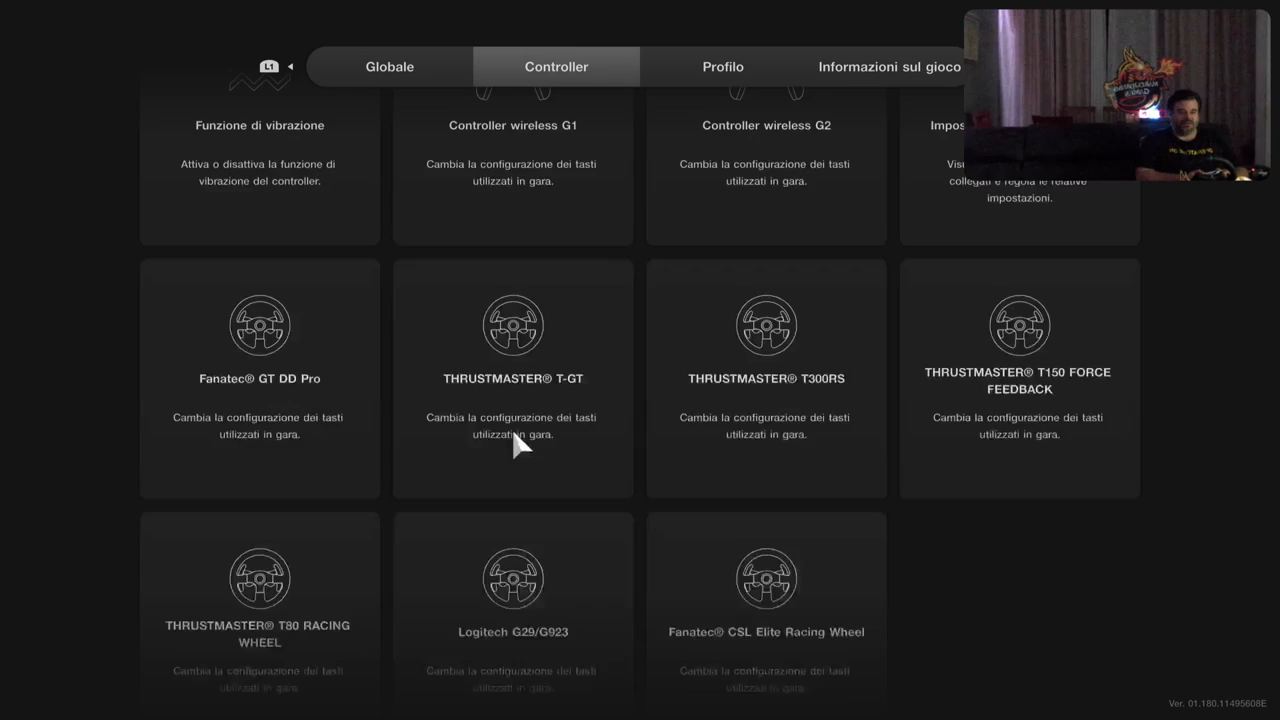 L1
Globale
Controller
Profilo
Informazioni sul gioco
Funzione di vibrazione
Attiva o disattiva la funzione di
vibrazione del controller.
Controller wireless G1
Cambia la configurazione dei tasti
utilizzati in gara.
Controller wireless G2
Cambia la configurazione dei tasti
utilizzati in gara.
collegati e regola le relative
impostazioni.
Fanatec® GT DD Pro
Cambia la configurazione dei tasti
utilizzati in gara.
THRUSTMASTER® T-GT
Cambia la configurazione dei tasti
utilizzati in gara.
THRUSTMASTER® T300RS
Cambia la configurazione dei tasti
utilizzati in gara.
THRUSTMASTER® T150 FORCE
FEEDBACK
Cambia la configurazione dei tasti
utilizzati in gara.
THRUSTMASTER® T80 RACING
WHEEL
Cambia la configurazione dei tasti
utilizzati in gara.
Logitech G29/G923
Cambia la configurazione dei tasti
utilizzati in gara.
Fanatec® CSL Elite Racing Wheel
Cambia la configurazione dei tasti
utilizzati in gara.
Ver. 01.180.11495608E